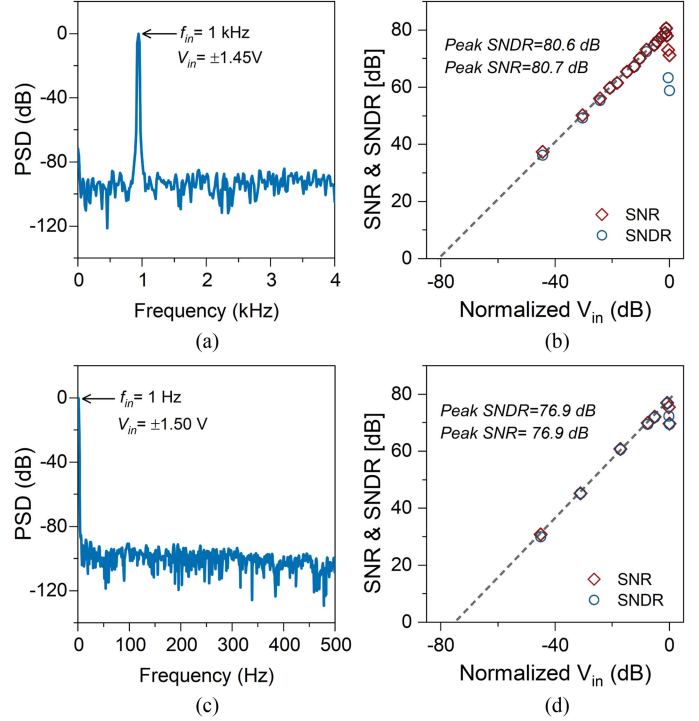 f_in = 1 kHz
V_in = ±1.45V
PSD (dB)
0
-40
-80
-120
0 1 2 3 4
Frequency (kHz)
(a)
Peak SNDR=80.6 dB
Peak SNR=80.7 dB
SNR & SNDR [dB]
80
60
40
20
0
SNR
SNDR
-80 -40 0
Normalized V_in (dB)
(b)
f_in = 1 Hz
V_in = ±1.50 V
PSD (dB)
0
-40
-80
-120
0 100 200 300 400 500
Frequency (Hz)
(c)
Peak SNDR=76.9 dB
Peak SNR= 76.9 dB
SNR & SNDR [dB]
80
60
40
20
0
SNR
SNDR
-80 -40 0
Normalized V_in (dB)
(d)